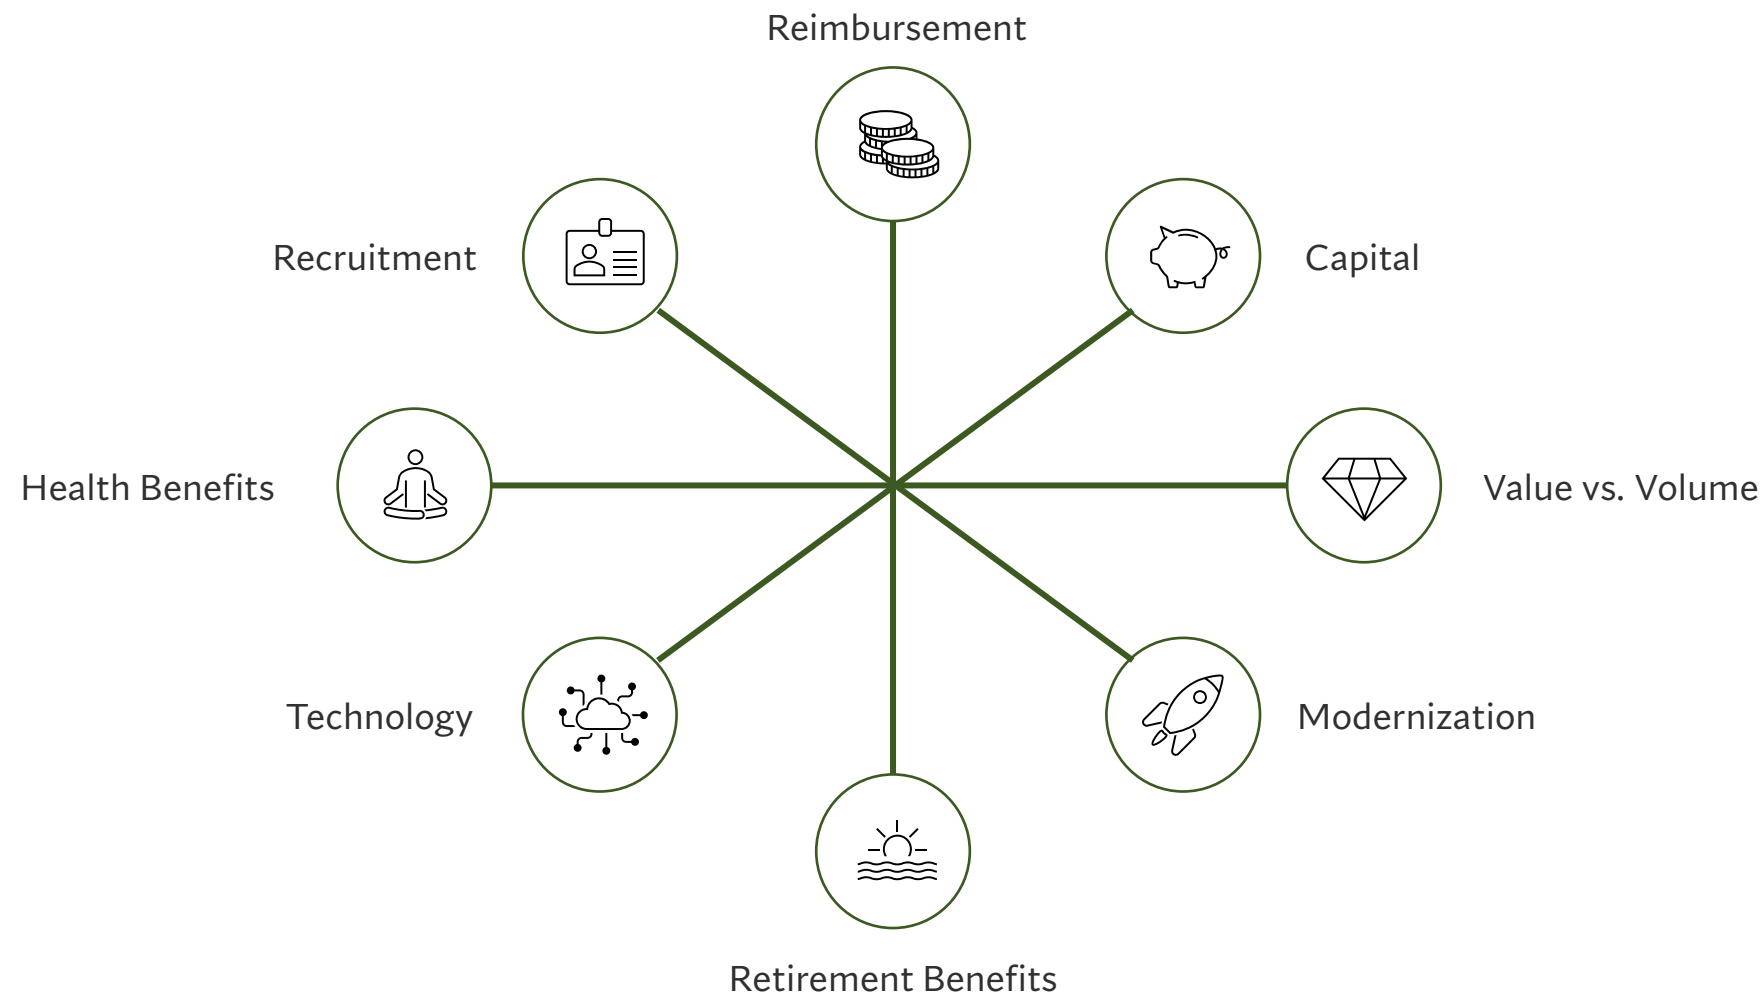 Reimbursement
Recruitment
Capital
Health Benefits
Value vs. Volume
Technology
Modernization
Retirement Benefits